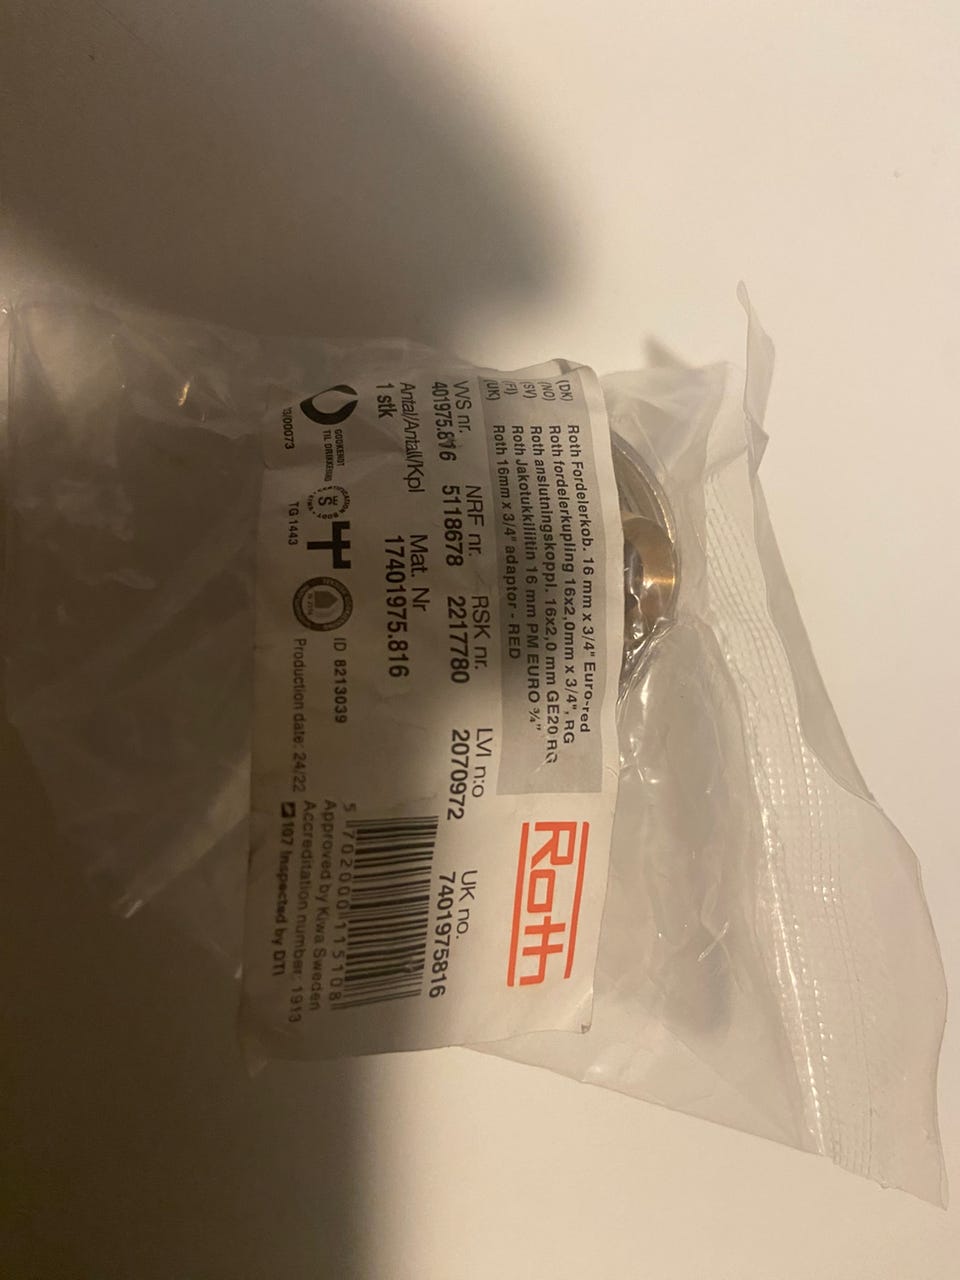 (DK) Roth Fordelerkob. 16 mm x 3/4" Euro-red
(NO) Roth fordelerkupling 16x2,0mm x 3/4", RG
(SV) Roth anslutningskoppl. 16x2,0 mm GE20 RG
(FI) Roth Jakotukkiliitin 16 mm PM EURO ¾"
(UK) Roth 16mm x 3/4" adaptor - RED
Roth
VVS nr. NRF nr. RSK nr. LVI n:o UK no.
401975.816 5118678 2217780 2070972 7401975816
Antal/Antall/Kpl Mat. Nr
1 stk 17401975.816
5 702000 115108
GODKENDT
TIL DRIKKEVAND
TG 1443
ID 8213039
Production date: 24/22
Approved by Kiwa Sweden
Accreditation number: 1913
107 Inspected by DTI